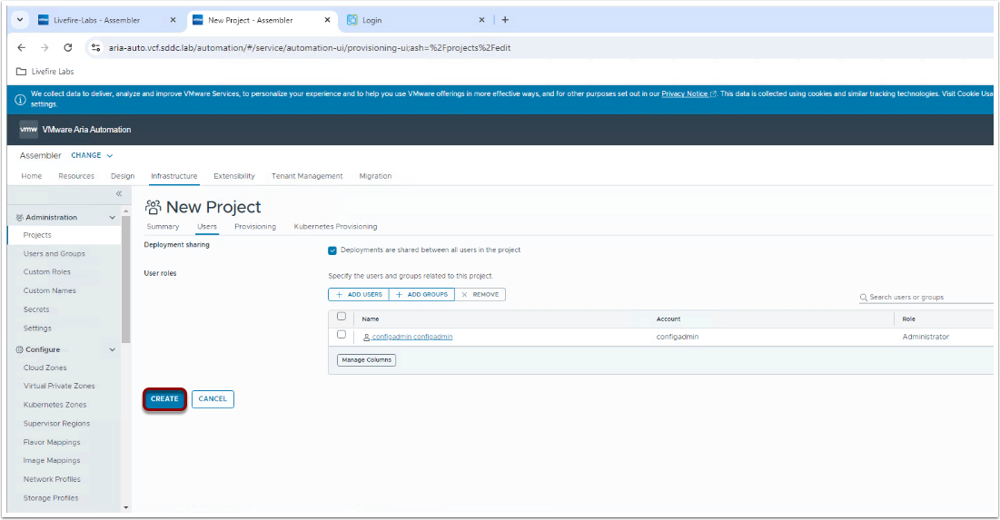 Livefire-Labs - Assembler
New Project - Assembler
Login
aria-auto.vcf.sddc.lab/automation/#/service/automation-ui/provisioning-ui;ash=%2Fprojects%2Fedit
Livefire Labs
We collect data to deliver, analyze and improve VMware Services, to personalize your experience and to help you use VMware offerings in more effective ways, and for other purposes set out in our Privacy Notice. This data is collected using cookies and similar tracking technologies. Visit Cookie Usa
settings.
vmw VMware Aria Automation
Assembler CHANGE
Home Resources Design Infrastructure Extensibility Tenant Management Migration
Administration
Projects
Users and Groups
Custom Roles
Custom Names
Secrets
Settings
Configure
Cloud Zones
Virtual Private Zones
Kubernetes Zones
Supervisor Regions
Flavor Mappings
Image Mappings
Network Profiles
Storage Profiles
New Project
Summary Users Provisioning Kubernetes Provisioning
Deployment sharing
Deployments are shared between all users in the project
User roles
Specify the users and groups related to this project.
ADD USERS ADD GROUPS REMOVE
Search users or groups
Name Account Role
configadmin configadmin configadmin Administrator
Manage Columns
CREATE CANCEL